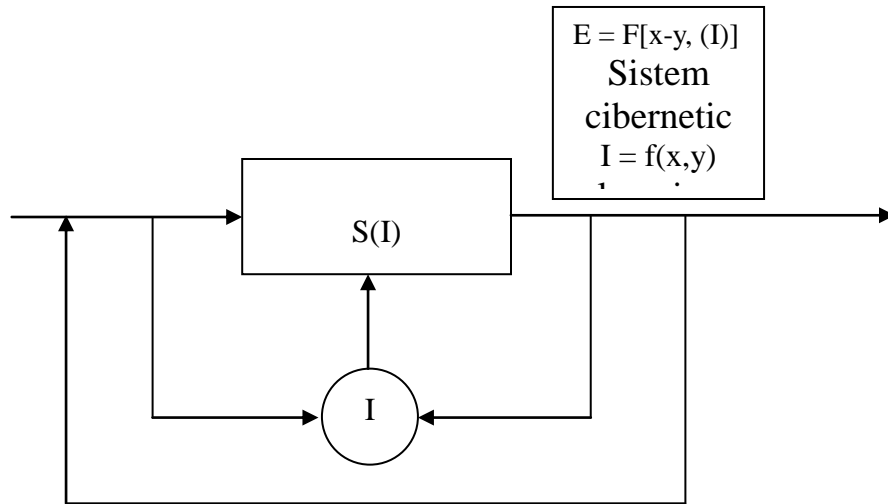 E = F[x-y, (I)]
Sistem
cibernetic
I = f(x,y)
S(I)
I